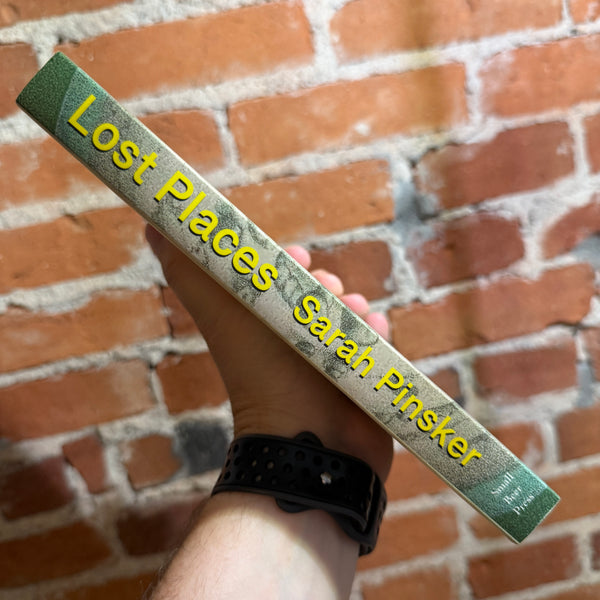 Lost Places Sarah Pinsker
Small
Beer
Press